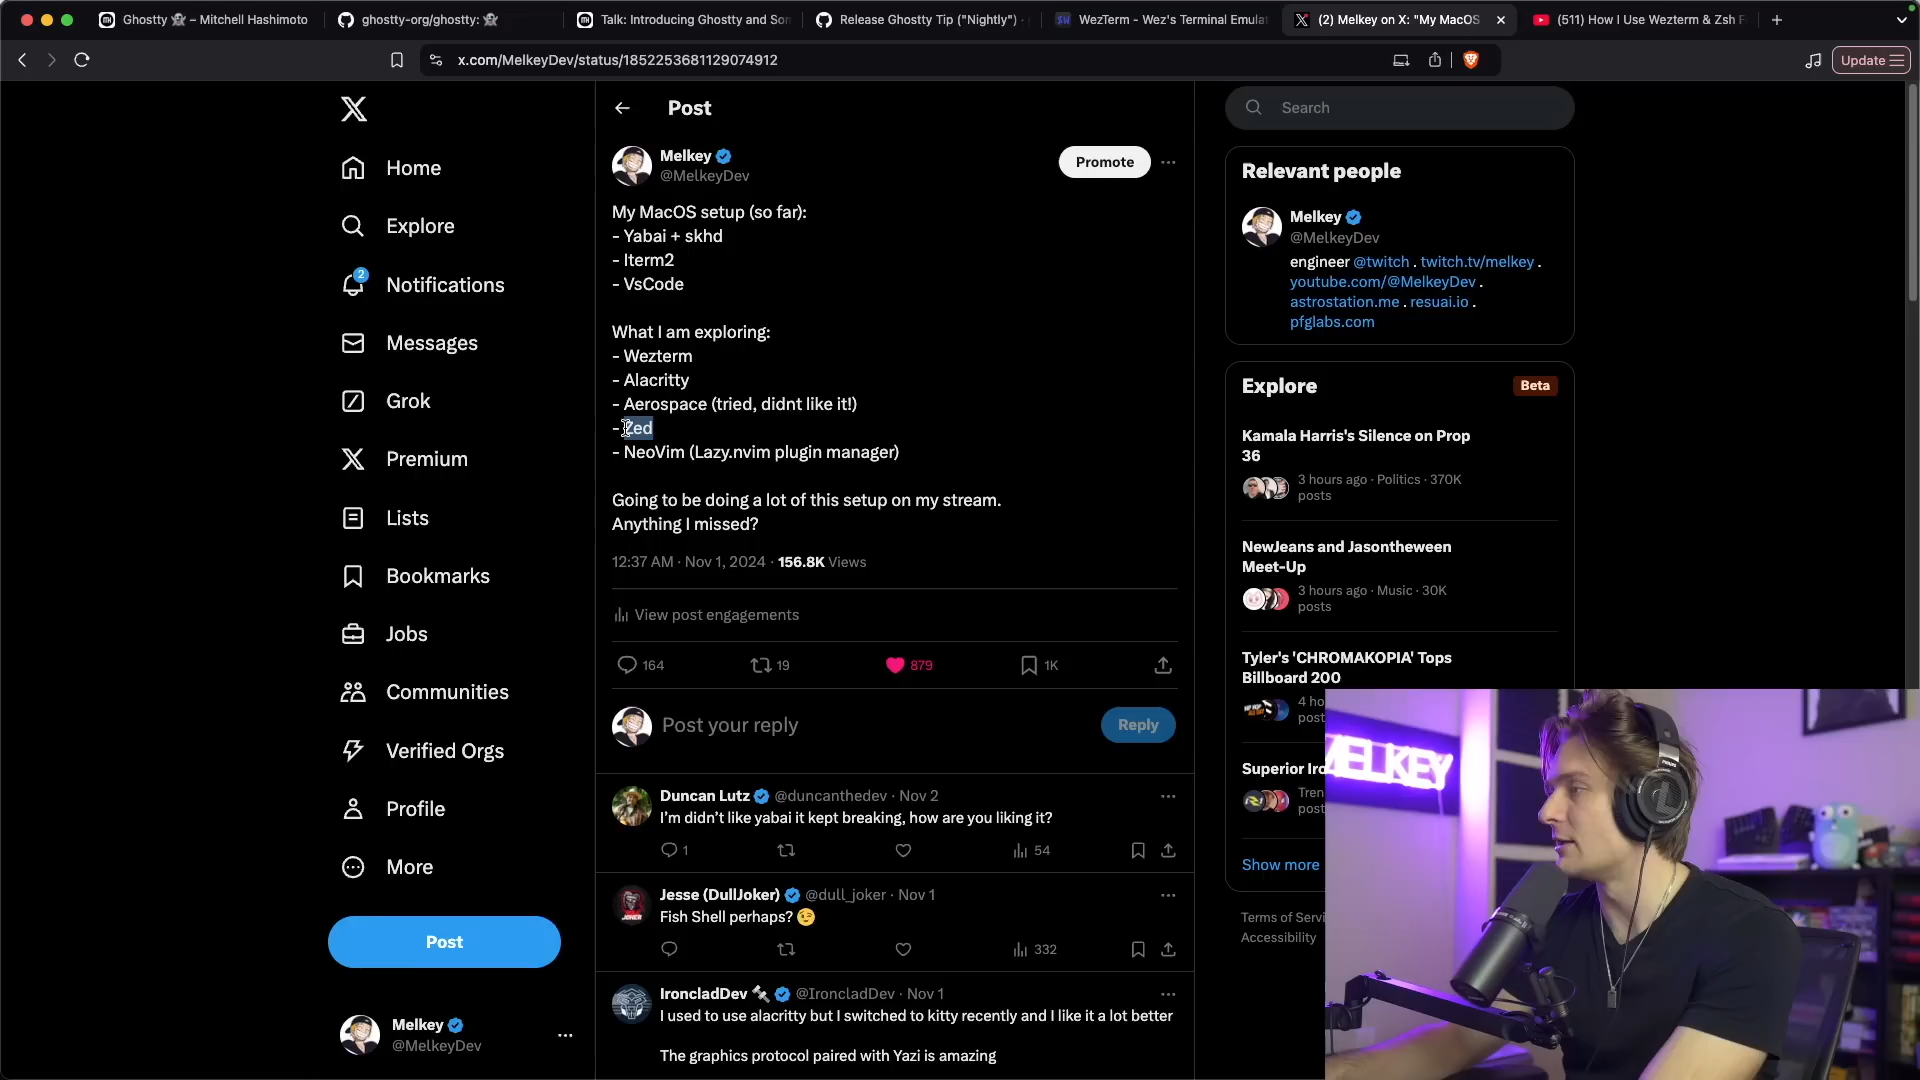 Ghostty 👻 – Mitchell Hashimoto
ghostty-org/ghostty: 👻
Talk: Introducing Ghostty and Som
Release Ghostty Tip ("Nightly") ·
WezTerm - Wez's Terminal Emulat
(2) Melkey on X: "My MacOS
(511) How I Use Wezterm & Zsh F
x.com/MelkeyDev/status/1852253681129074912
Update
Home
Explore
2
Notifications
Messages
Grok
Premium
Lists
Bookmarks
Jobs
Communities
Verified Orgs
Profile
More
Post
Melkey
@MelkeyDev
Post
Melkey
@MelkeyDev
Promote
My MacOS setup (so far):
- Yabai + skhd
- Iterm2
- VsCode
What I am exploring:
- Wezterm
- Alacritty
- Aerospace (tried, didnt like it!)
- Zed
- NeoVim (Lazy.nvim plugin manager)
Going to be doing a lot of this setup on my stream.
Anything I missed?
12:37 AM · Nov 1, 2024 · 156.8K Views
View post engagements
164 19 879 1K
Post your reply
Reply
Duncan Lutz @duncanthedev · Nov 2
I'm didn't like yabai it kept breaking, how are you liking it?
1 54
Jesse (DullJoker) @dull_joker · Nov 1
Fish Shell perhaps? 😉
332
IroncladDev @IroncladDev · Nov 1
I used to use alacritty but I switched to kitty recently and I like it a lot better
The graphics protocol paired with Yazi is amazing
Search
Relevant people
Melkey
@MelkeyDev
engineer @twitch . twitch.tv/melkey .
youtube.com/@MelkeyDev .
astrostation.me . resuai.io .
pfglabs.com
Explore
Beta
Kamala Harris's Silence on Prop
36
3 hours ago · Politics · 370K
posts
NewJeans and Jasontheween
Meet-Up
3 hours ago · Music · 30K
posts
Tyler's 'CHROMAKOPIA' Tops
Billboard 200
4 ho
post
Superior Iro
Tren
post
Show more
Terms of Servi
Accessibility
MELKEY